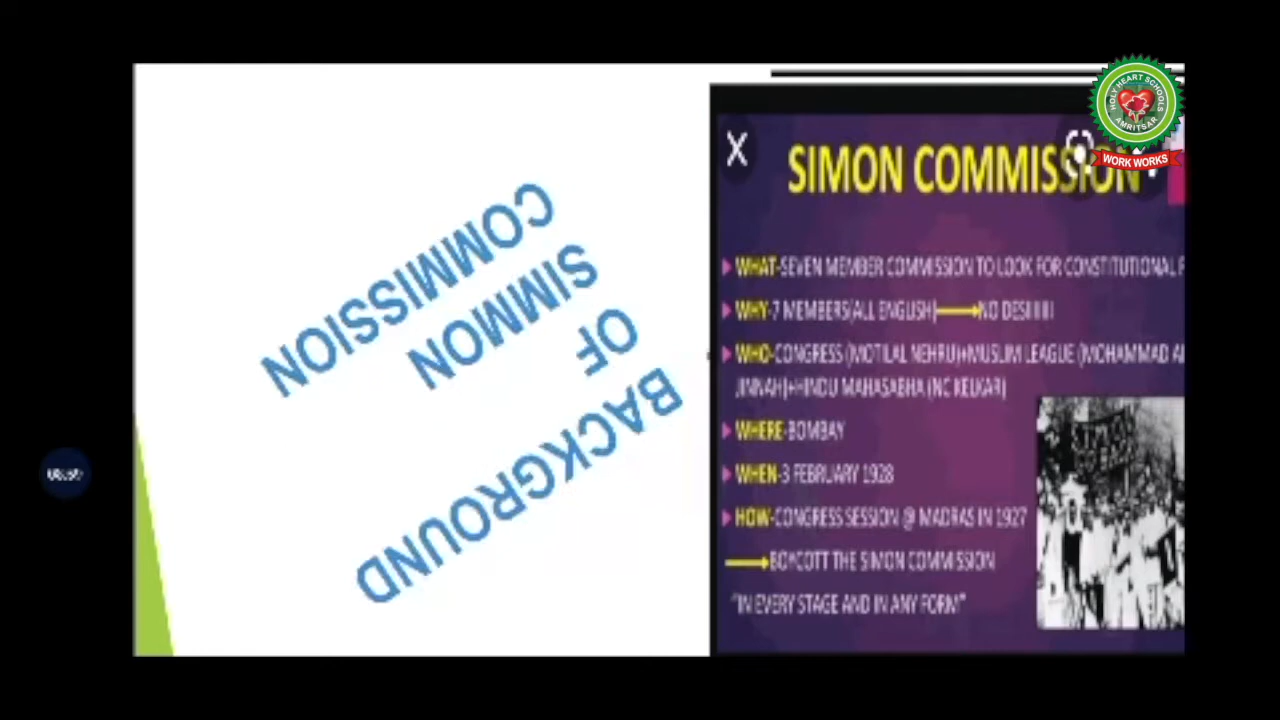 BACKGROUND
OF
SIMMON
COMMISSION
SIMON COMMISSION
WHAT-SEVEN MEMBER COMMISSION TO LOOK FOR CONSTITUTIONAL
WHY-7 MEMBERS(ALL ENGLISH) NO DESIIIIII
WHO-CONGRESS (MOTILAL NEHRU)+MUSLIM LEAGUE (MOHAMMAD
JINNAH)+HINDU MAHASABHA (NC KELKAR)
WHERE-BOMBAY
WHEN-3 FEBRUARY 1928
HOW-CONGRESS SESSION @ MADRAS IN 1927
BOYCOTT THE SIMON COMMISSION
"IN EVERY STAGE AND IN ANY FORM"
SIMON
HOLY HEART SCHOOLS
AMRITSAR
WORK WORKS